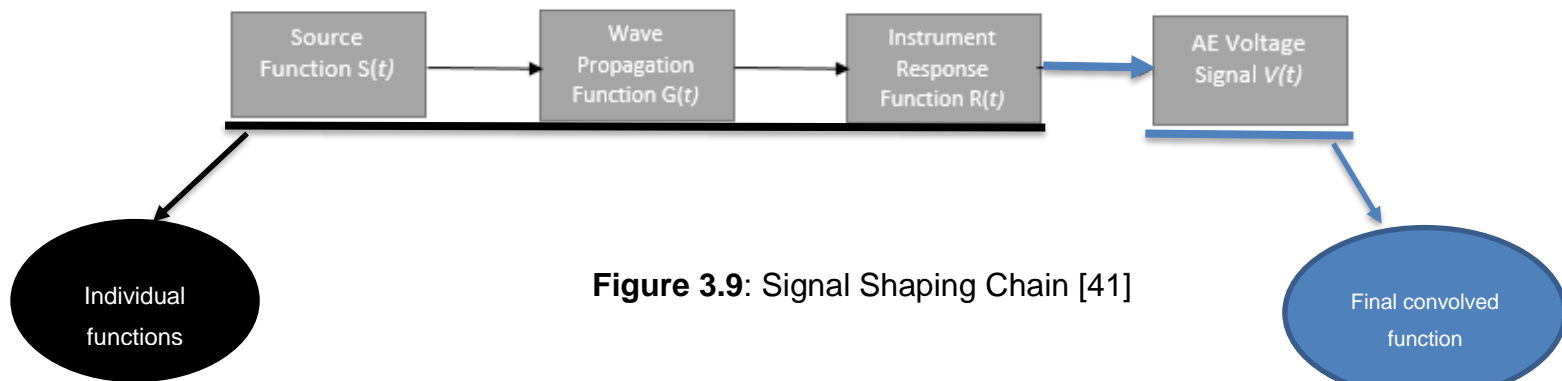 Source
Function S(t)
Wave
Propagation
Function G(t)
Instrument
Response
Function R(t)
AE Voltage
Signal V(t)
Individual
functions
Figure 3.9: Signal Shaping Chain [41]
Final convolved
function